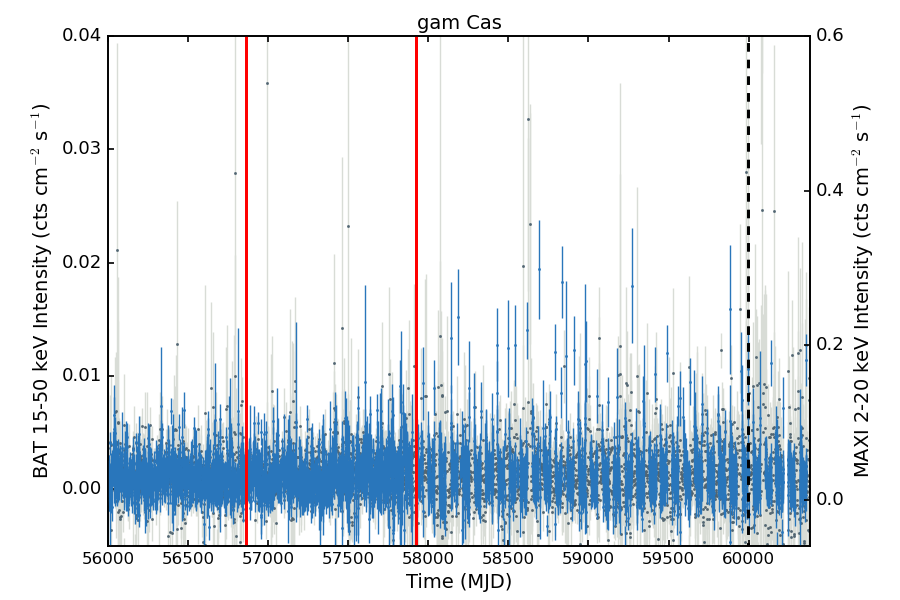 gam Cas
0.04
0.03
0.02
0.01
0.00
BAT 15-50 keV Intensity (cts cm⁻² s⁻¹)
0.6
0.4
0.2
0.0
MAXI 2-20 keV Intensity (cts cm⁻² s⁻¹)
56000 56500 57000 57500 58000 58500 59000 59500 60000
Time (MJD)